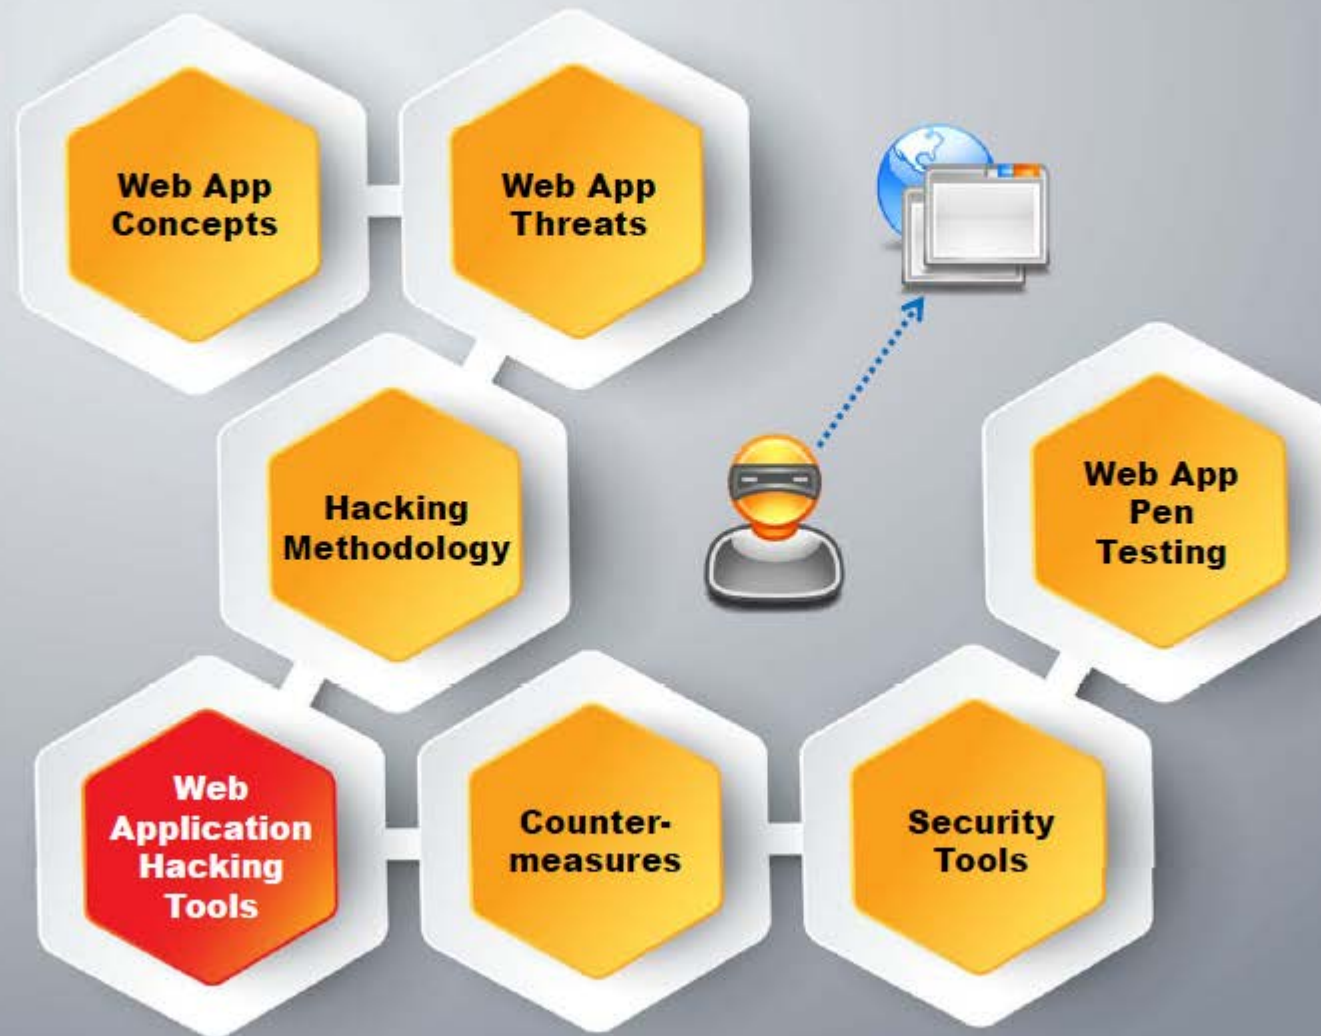 Web App
Concepts
Web App
Threats
Hacking
Methodology
Web App
Pen
Testing
Web
Application
Hacking
Tools
Counter-
measures
Security
Tools